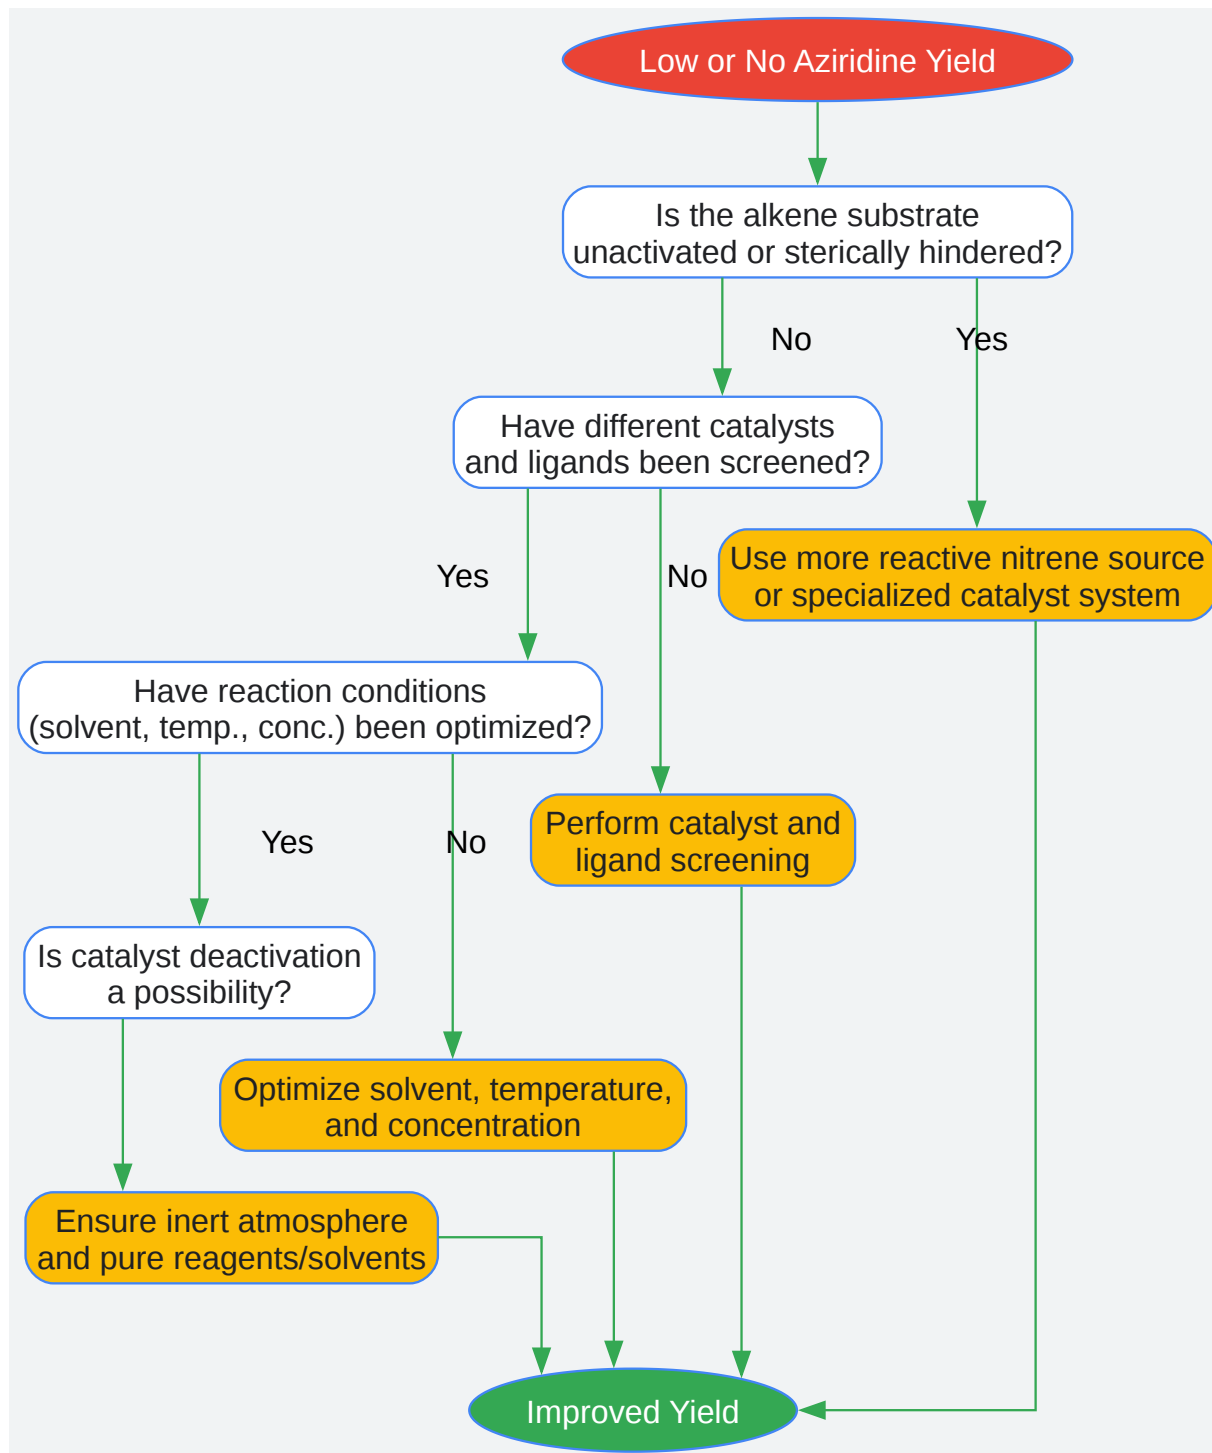 Low or No Aziridine Yield
Is the alkene substrate
unactivated or sterically hindered?
No
Yes
Have different catalysts
and ligands been screened?
Use more reactive nitrene source
or specialized catalyst system
Yes
No
Have reaction conditions
(solvent, temp., conc.) been optimized?
Perform catalyst and
ligand screening
Yes
No
Is catalyst deactivation
a possibility?
Optimize solvent, temperature,
and concentration
Ensure inert atmosphere
and pure reagents/solvents
Improved Yield